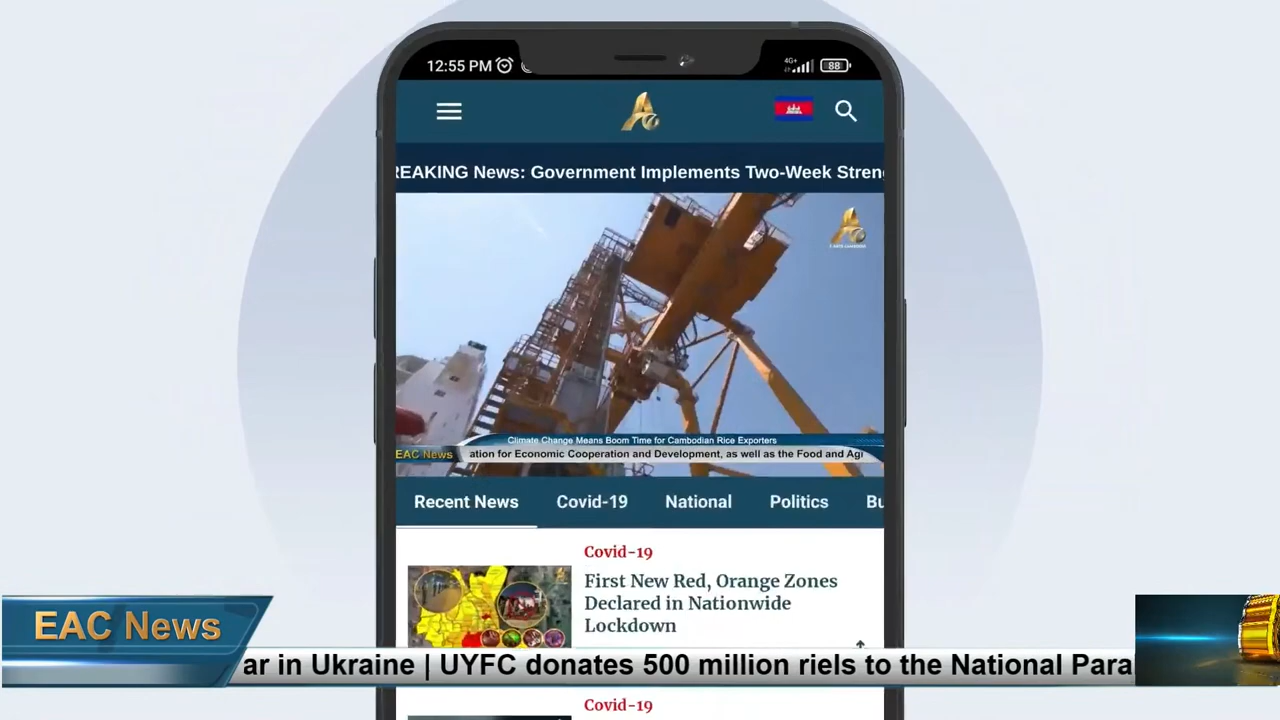 12:55 PM
4G+
88
REAKING News: Government Implements Two-Week Streng
Climate Change Means Boom Time for Cambodian Rice Exporters
EAC News
ation for Economic Cooperation and Development, as well as the Food and Agri
Recent News
Covid-19
National
Politics
Bu
Covid-19
First New Red, Orange Zones
Declared in Nationwide
Lockdown
EAC News
ar in Ukraine | UYFC donates 500 million riels to the National Para
Covid-19